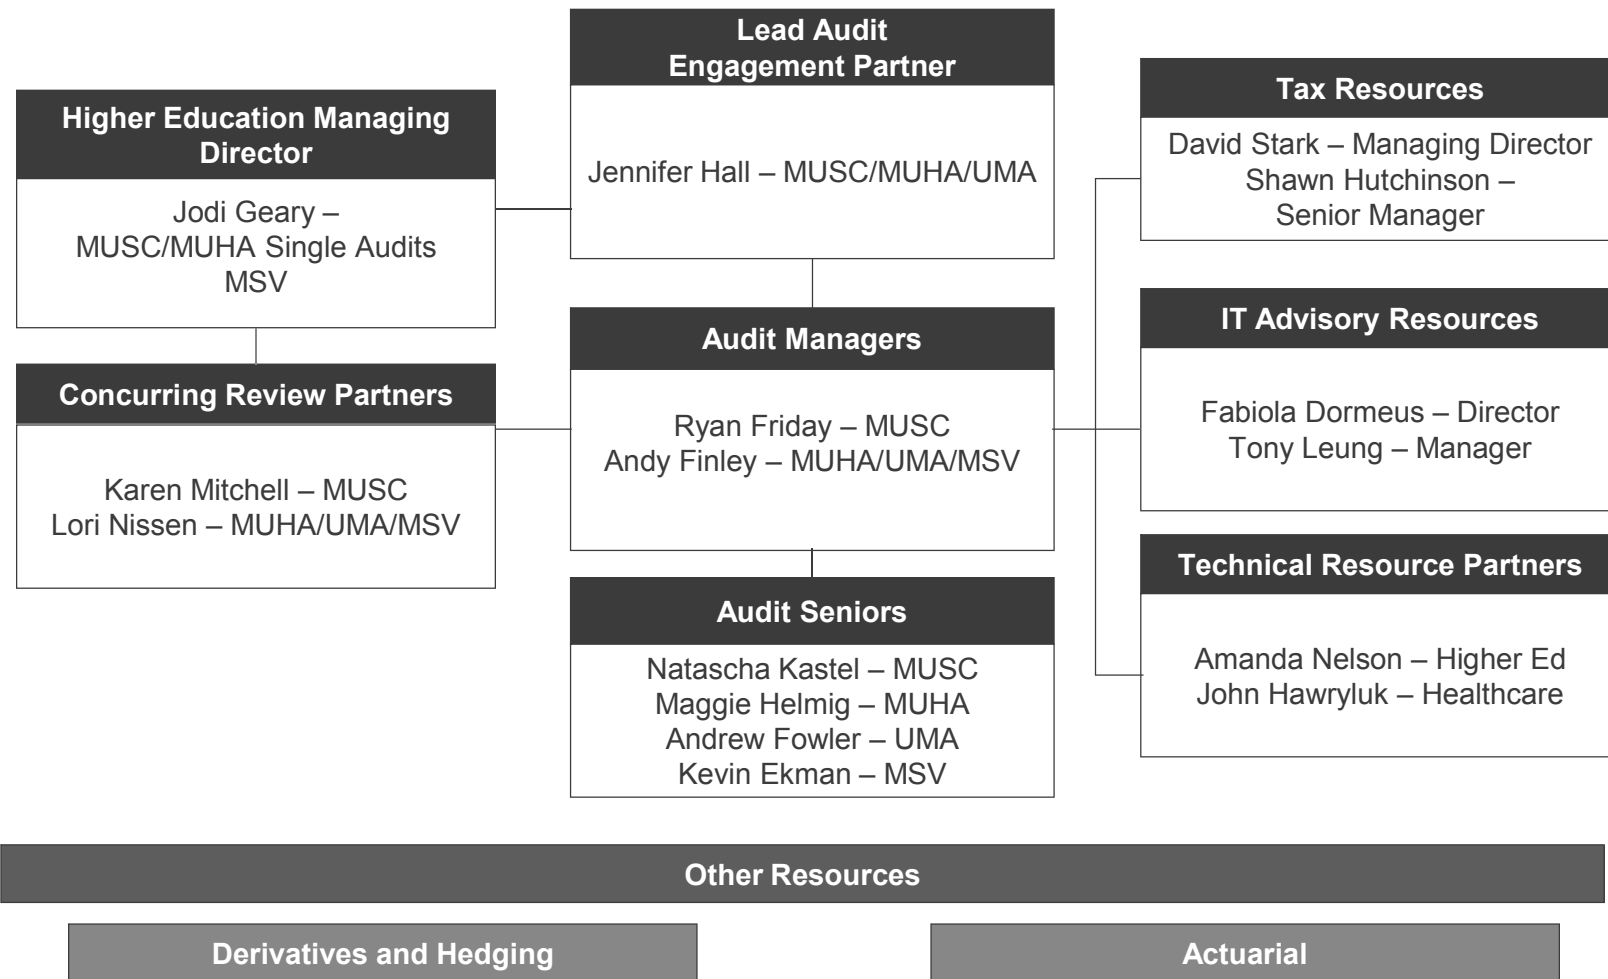 Lead Audit
Engagement Partner
Jennifer Hall – MUSC/MUHA/UMA
Higher Education Managing
Director
Jodi Geary –
MUSC/MUHA Single Audits
MSV
Tax Resources
David Stark – Managing Director
Shawn Hutchinson –
Senior Manager
Audit Managers
Ryan Friday – MUSC
Andy Finley – MUHA/UMA/MSV
IT Advisory Resources
Fabiola Dormeus – Director
Tony Leung – Manager
Concurring Review Partners
Karen Mitchell – MUSC
Lori Nissen – MUHA/UMA/MSV
Technical Resource Partners
Amanda Nelson – Higher Ed
John Hawryluk – Healthcare
Audit Seniors
Natascha Kastel – MUSC
Maggie Helmig – MUHA
Andrew Fowler – UMA
Kevin Ekman – MSV
Other Resources
Derivatives and Hedging
Actuarial